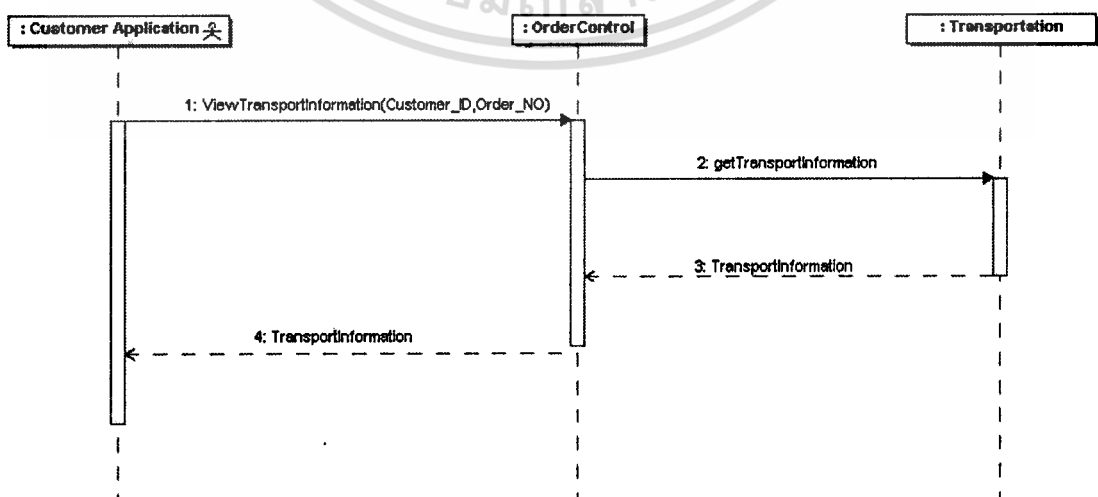 : Customer Application
: OrderControl
: Transportation
1: ViewTransportInformation(Customer_ID,Order_NO)
2: getTransportInformation
3: TransportInformation
4: TransportInformation